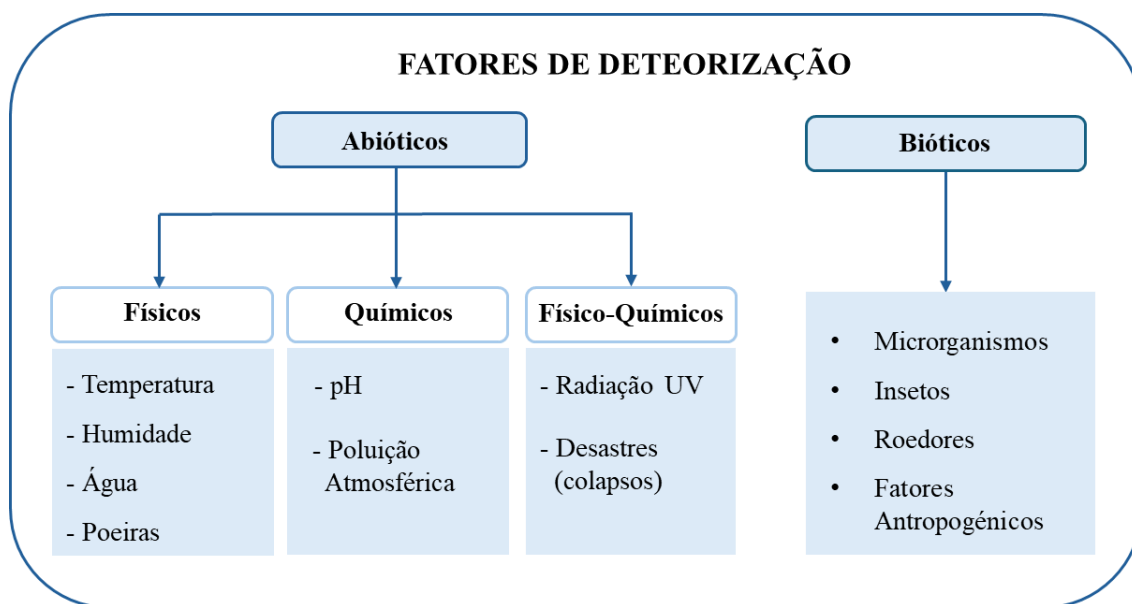 FATORES DE DETEORIZAÇÃO
Abióticos
Bióticos
Físicos
Químicos
Físico-Químicos
- Temperatura
- Humidade
- Água
- Poeiras
- pH
- Poluição
Atmosférica
- Radiação UV
- Desastres
(colapsos)
• Microrganismos
• Insetos
• Roedores
• Fatores
Antropogénicos